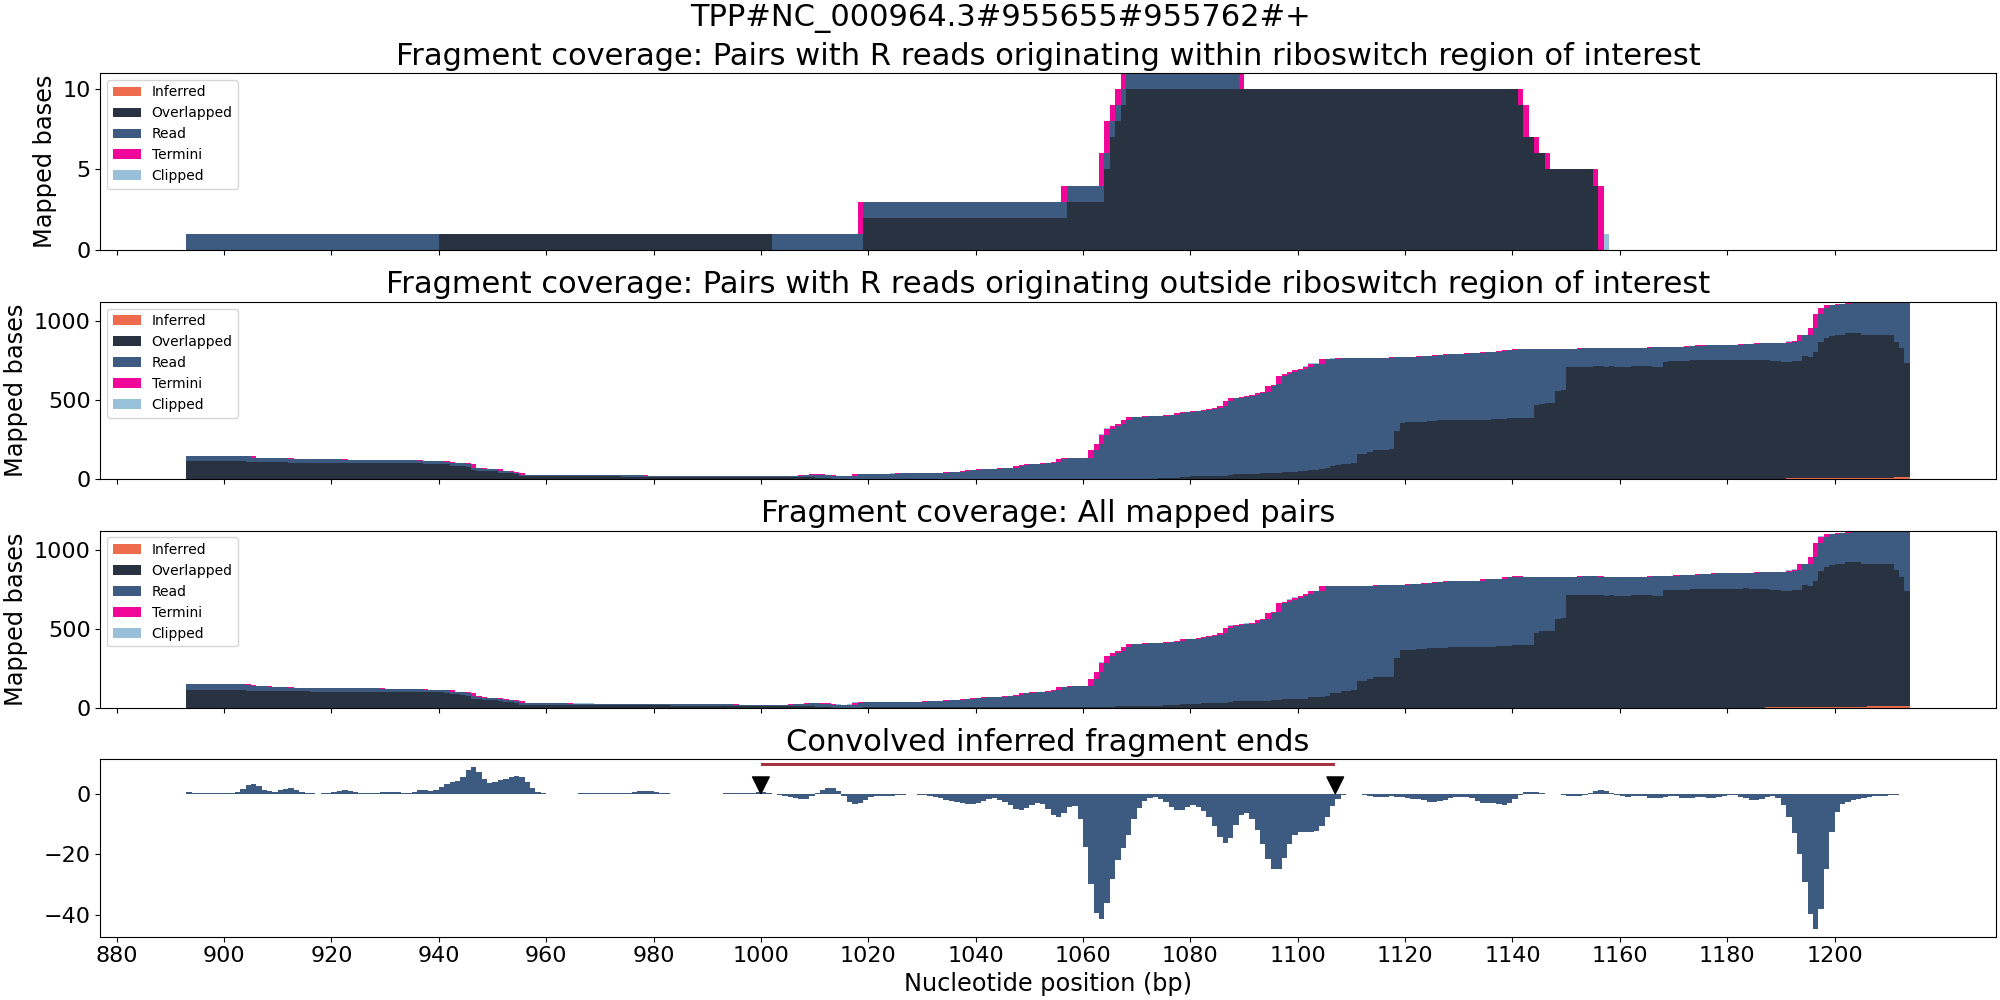 TPP#NC_000964.3#955655#955762#+
Fragment coverage: Pairs with R reads originating within riboswitch region of interest
Mapped bases
10
5
0
Inferred
Overlapped
Read
Termini
Clipped
Fragment coverage: Pairs with R reads originating outside riboswitch region of interest
Mapped bases
1000
500
0
Inferred
Overlapped
Read
Termini
Clipped
Fragment coverage: All mapped pairs
Mapped bases
1000
500
0
Inferred
Overlapped
Read
Termini
Clipped
Convolved inferred fragment ends
0
−20
−40
880 900 920 940 960 980 1000 1020 1040 1060 1080 1100 1120 1140 1160 1180 1200
Nucleotide position (bp)